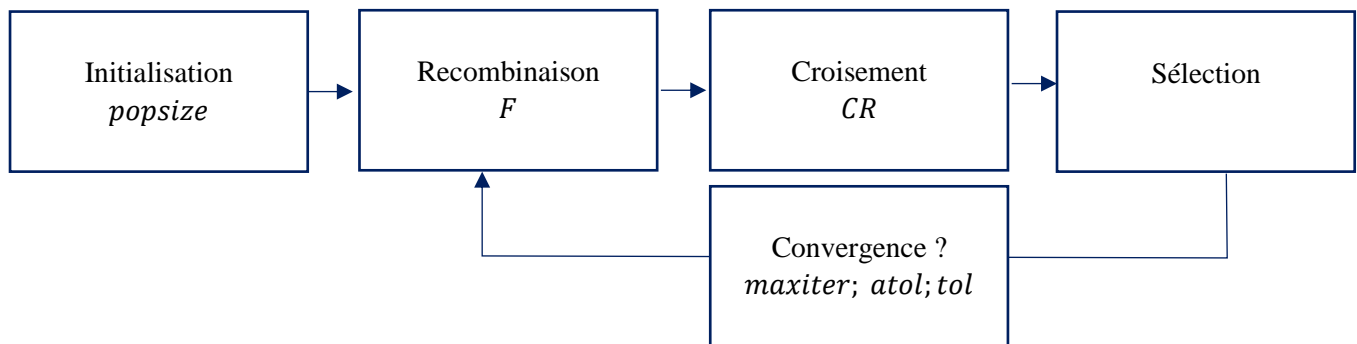 Initialisation
popsize
Recombinaison
F
Croisement
CR
Sélection
Convergence ?
maxiter; atol; tol